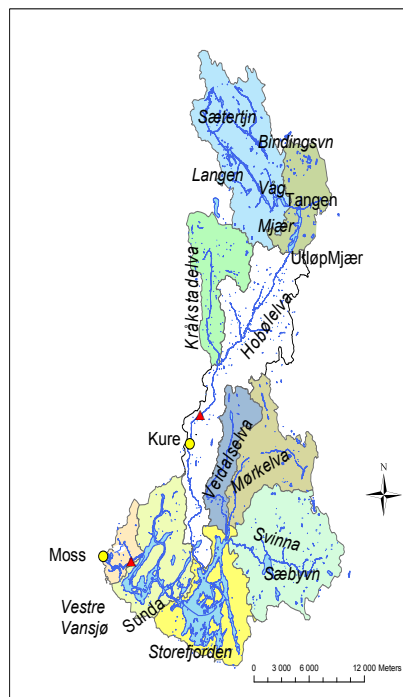 Sætertjn
Bindingsvn
Langen
Våg
Tangen
Mjær
UtløpMjær
Kråkstadelva
Hobølelva
Kure
Veidalselva
Mørkelva
Svinna
Moss
Sæbyvn
Vestre
Vansjø
Sunda
Storefjorden
N
0 3 000 6 000 12 000 Meters